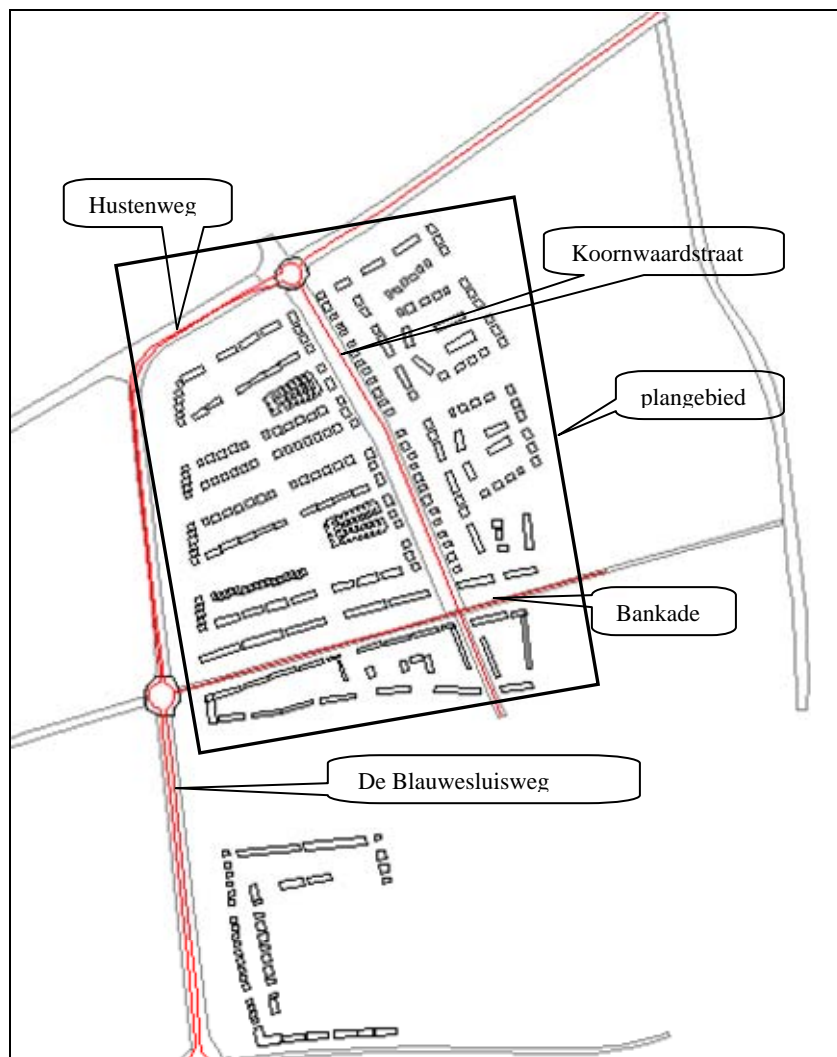 Hustenweg
Koornwaardstraat
plangebied
Bankade
De Blauwesluisweg